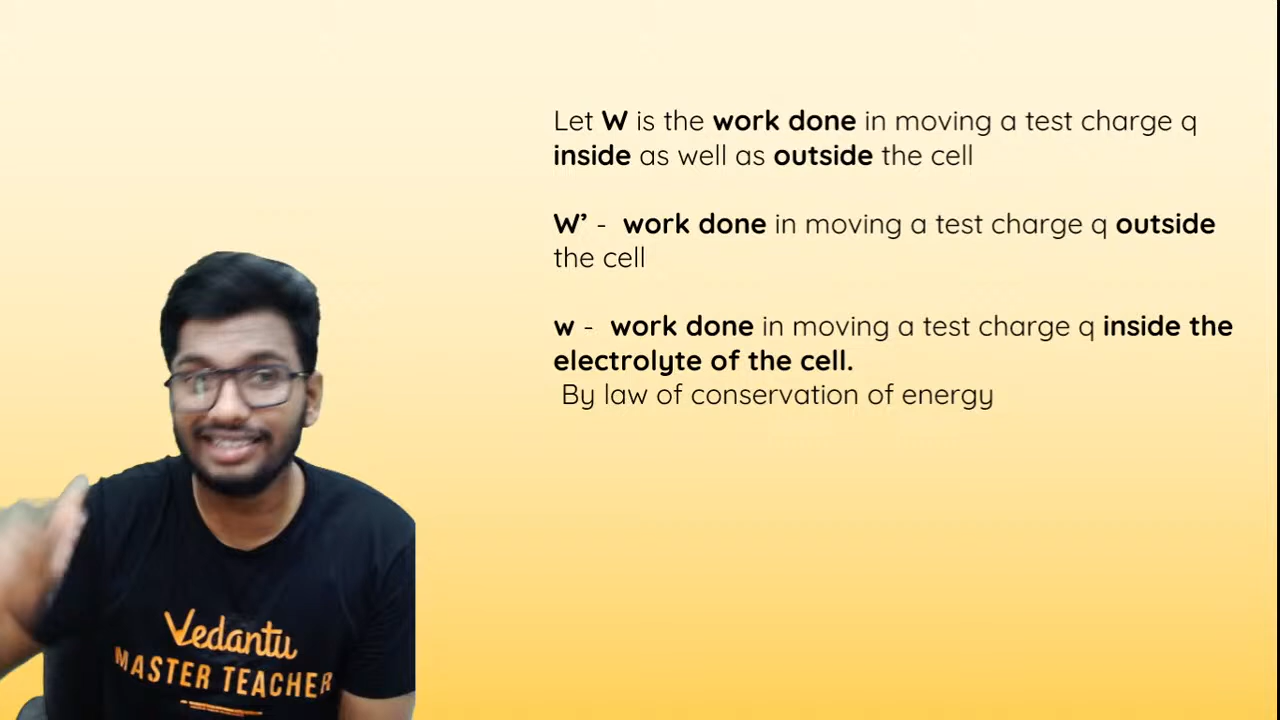 Let W is the work done in moving a test charge q
inside as well as outside the cell
W’ - work done in moving a test charge q outside
the cell
w - work done in moving a test charge q inside the
electrolyte of the cell.
By law of conservation of energy
Vedantu
MASTER TEACHER